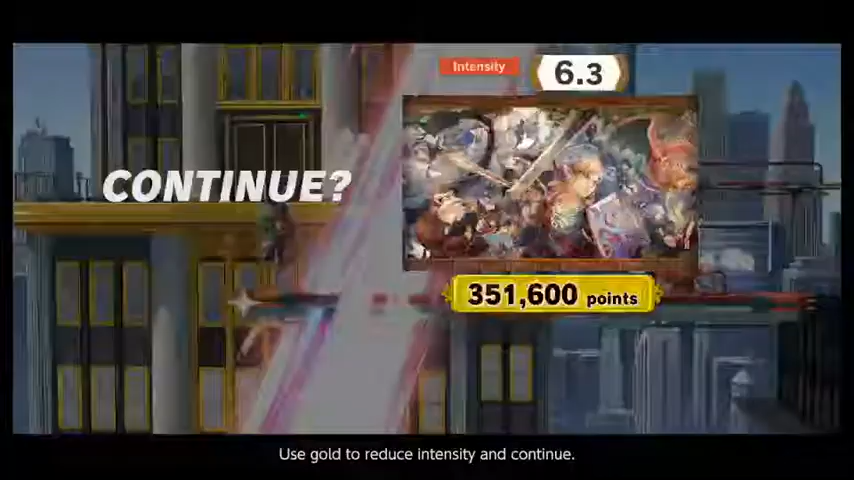 Intensity
6.3
CONTINUE?
351,600 points
Use gold to reduce intensity and continue.